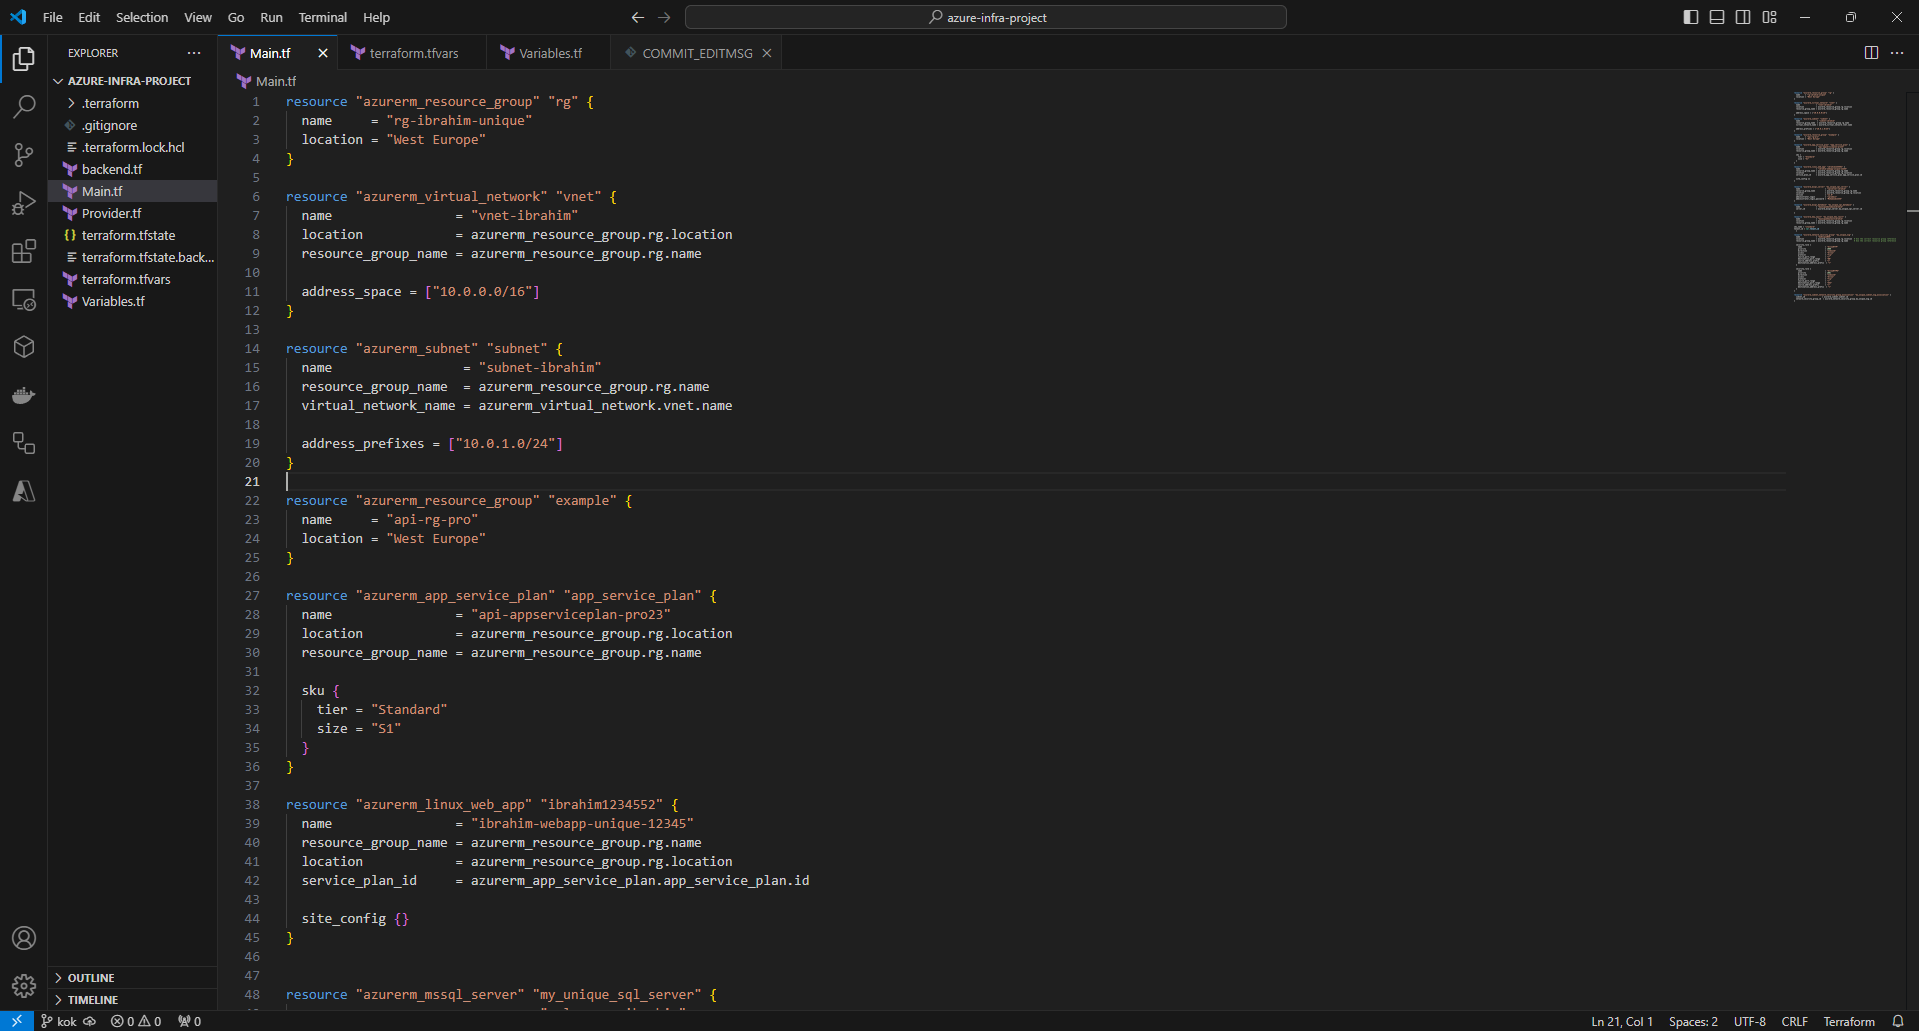 File Edit Selection View Go Run Terminal Help
azure-infra-project
EXPLORER
AZURE-INFRA-PROJECT
.terraform
.gitignore
.terraform.lock.hcl
backend.tf
Main.tf
Provider.tf
terraform.tfstate
terraform.tfstate.back...
terraform.tfvars
Variables.tf
OUTLINE
TIMELINE
Main.tf terraform.tfvars Variables.tf COMMIT_EDITMSG
Main.tf
1 resource "azurerm_resource_group" "rg" {
2 name = "rg-ibrahim-unique"
3 location = "West Europe"
4 }
5
6 resource "azurerm_virtual_network" "vnet" {
7 name = "vnet-ibrahim"
8 location = azurerm_resource_group.rg.location
9 resource_group_name = azurerm_resource_group.rg.name
10
11 address_space = ["10.0.0.0/16"]
12 }
13
14 resource "azurerm_subnet" "subnet" {
15 name = "subnet-ibrahim"
16 resource_group_name = azurerm_resource_group.rg.name
17 virtual_network_name = azurerm_virtual_network.vnet.name
18
19 address_prefixes = ["10.0.1.0/24"]
20 }
21
22 resource "azurerm_resource_group" "example" {
23 name = "api-rg-pro"
24 location = "West Europe"
25 }
26
27 resource "azurerm_app_service_plan" "app_service_plan" {
28 name = "api-appserviceplan-pro23"
29 location = azurerm_resource_group.rg.location
30 resource_group_name = azurerm_resource_group.rg.name
31
32 sku {
33 tier = "Standard"
34 size = "S1"
35 }
36 }
37
38 resource "azurerm_linux_web_app" "ibrahim1234552" {
39 name = "ibrahim-webapp-unique-12345"
40 resource_group_name = azurerm_resource_group.rg.name
41 location = azurerm_resource_group.rg.location
42 service_plan_id = azurerm_app_service_plan.app_service_plan.id
43
44 site_config {}
45 }
46
47
48 resource "azurerm_mssql_server" "my_unique_sql_server" {
kok 0 0 0 Ln 21, Col 1 Spaces: 2 UTF-8 CRLF Terraform